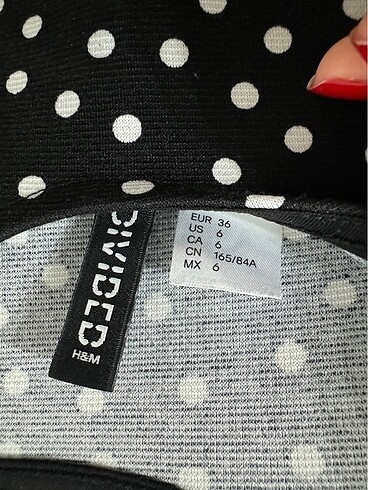 DIVIDED
H&M
EUR 36
US 6
CA 6
CN 165/84A
MX 6